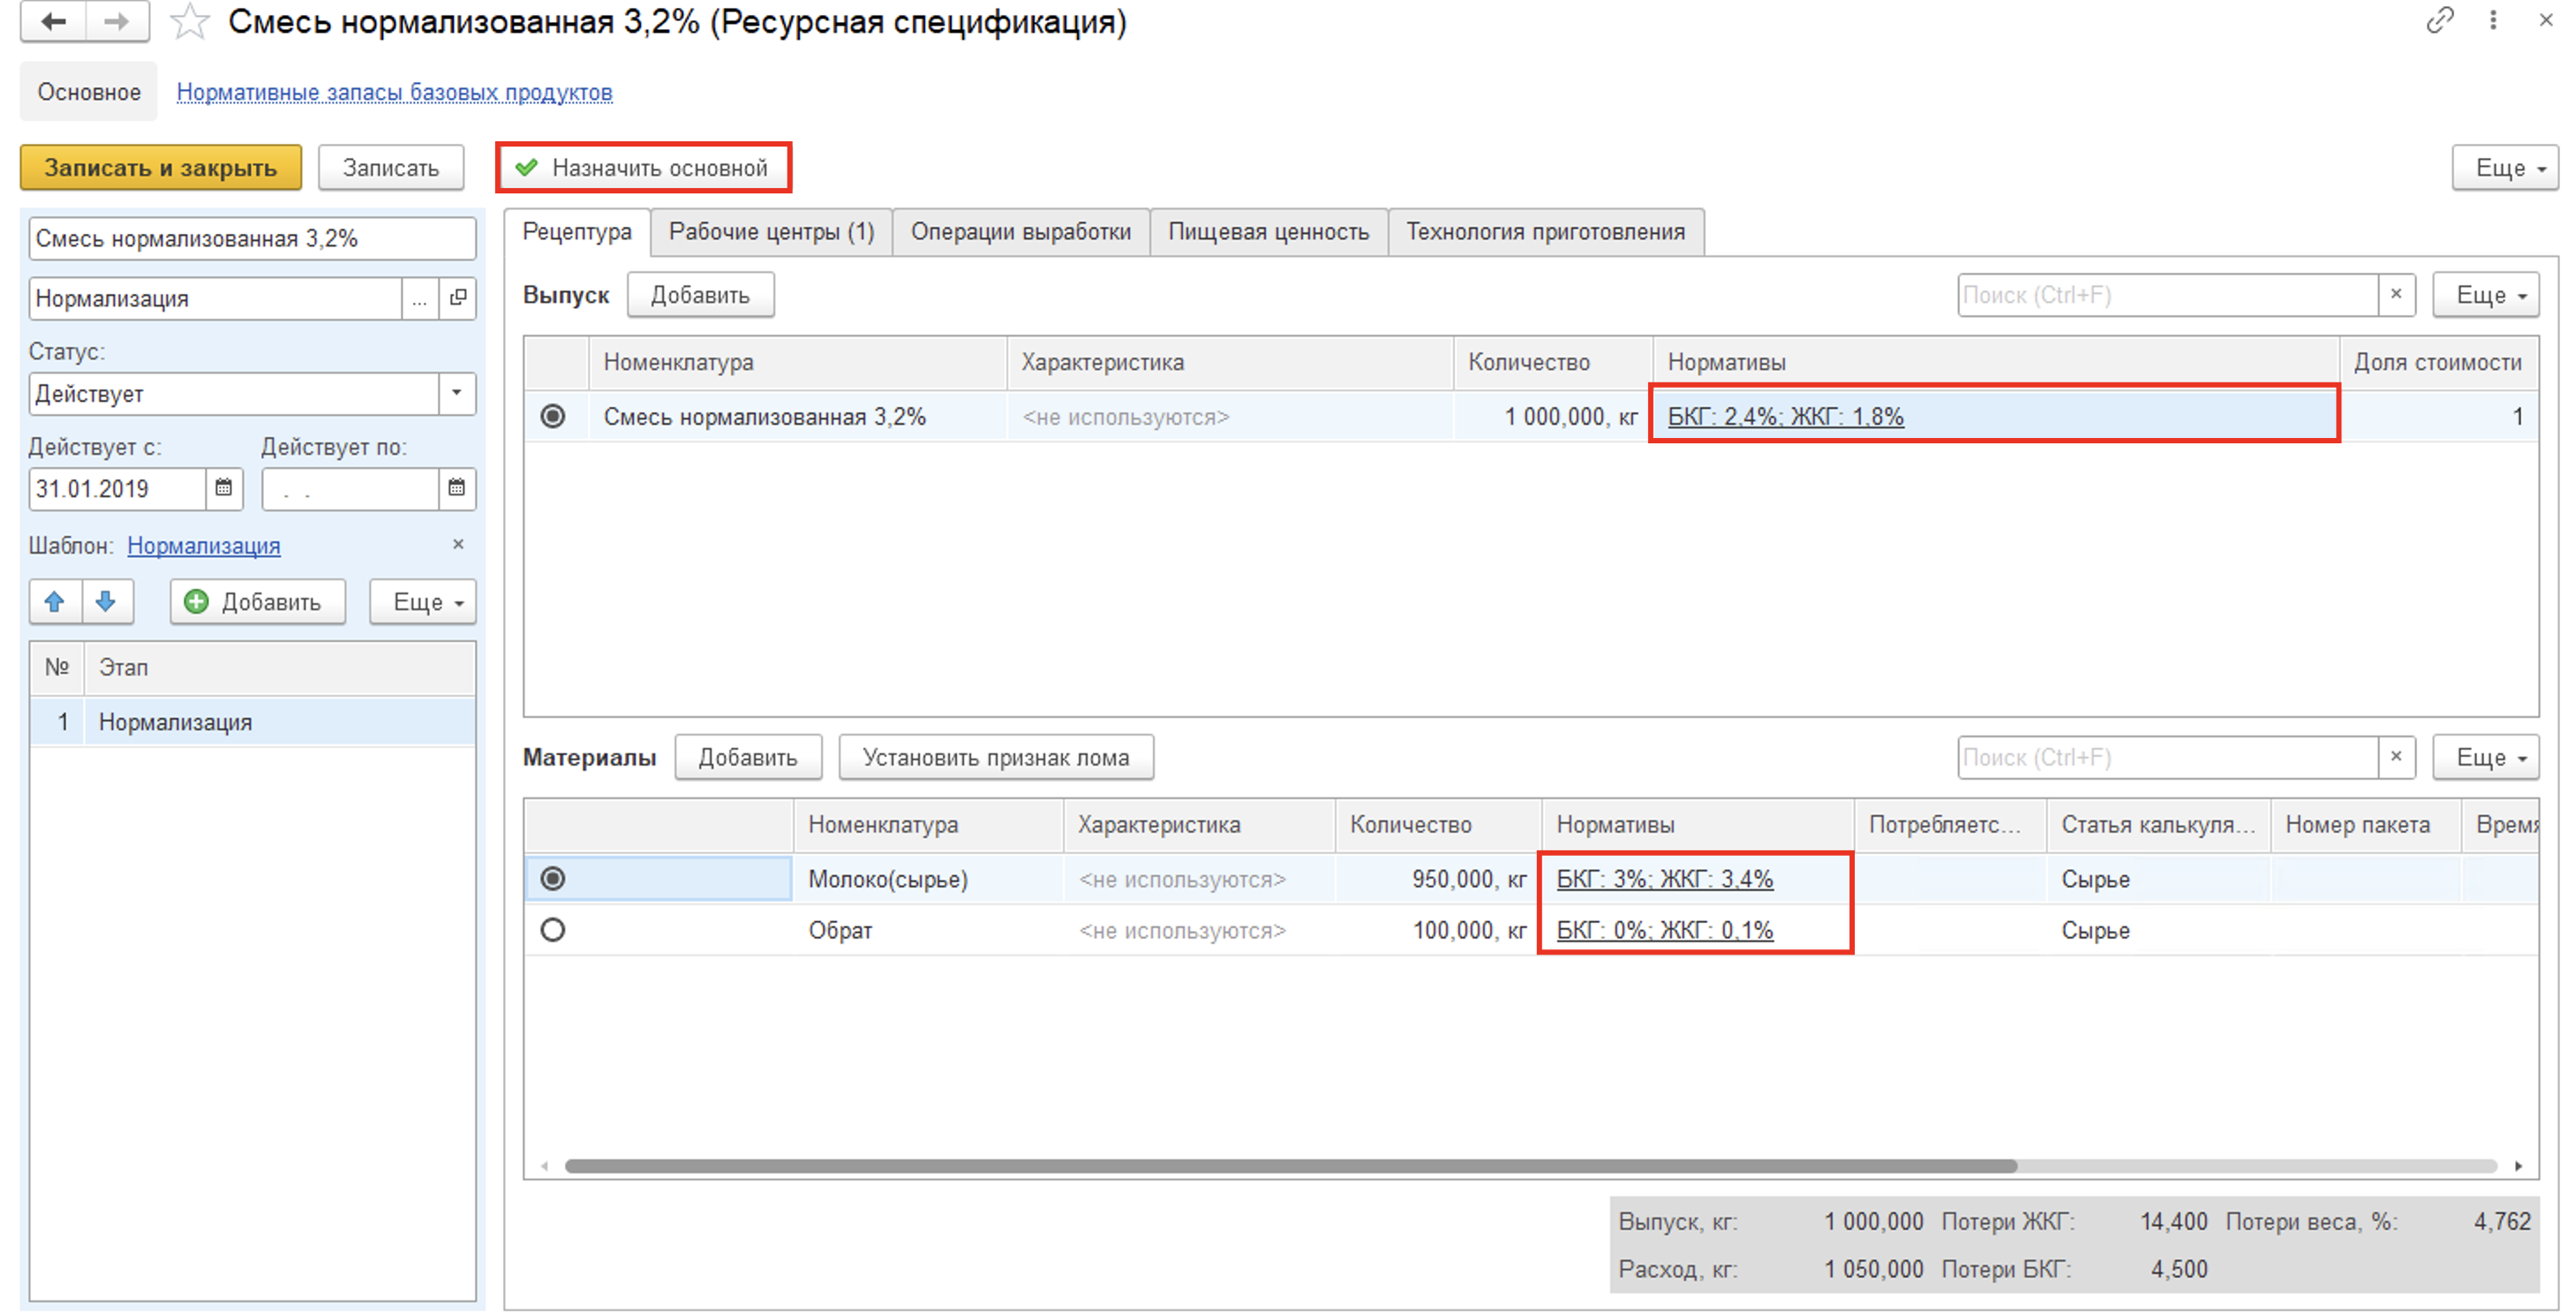 Смесь нормализованная 3,2% (Ресурсная спецификация)
Основное Нормативные запасы базовых продуктов
Записать и закрыть Записать Назначить основной Еще
Смесь нормализованная 3,2%
Нормализация ...
Статус:
Действует
Действует с: Действует по:
31.01.2019 . .
Шаблон: Нормализация ×
Добавить Еще
№ Этап
1 Нормализация
Рецептура Рабочие центры (1) Операции выработки Пищевая ценность Технология приготовления
Выпуск Добавить Поиск (Ctrl+F) × Еще
Номенклатура Характеристика Количество Нормативы Доля стоимости
Смесь нормализованная 3,2% <не используются> 1 000,000, кг БКГ: 2,4%; ЖКГ: 1,8% 1
Материалы Добавить Установить признак лома Поиск (Ctrl+F) × Еще
Номенклатура Характеристика Количество Нормативы Потребляетс... Статья калькуля... Номер пакета Время
Молоко(сырье) <не используются> 950,000, кг БКГ: 3%; ЖКГ: 3,4% Сырье
Обрат <не используются> 100,000, кг БКГ: 0%; ЖКГ: 0,1% Сырье
Выпуск, кг: 1 000,000 Потери ЖКГ: 14,400 Потери веса, %: 4,762
Расход, кг: 1 050,000 Потери БКГ: 4,500